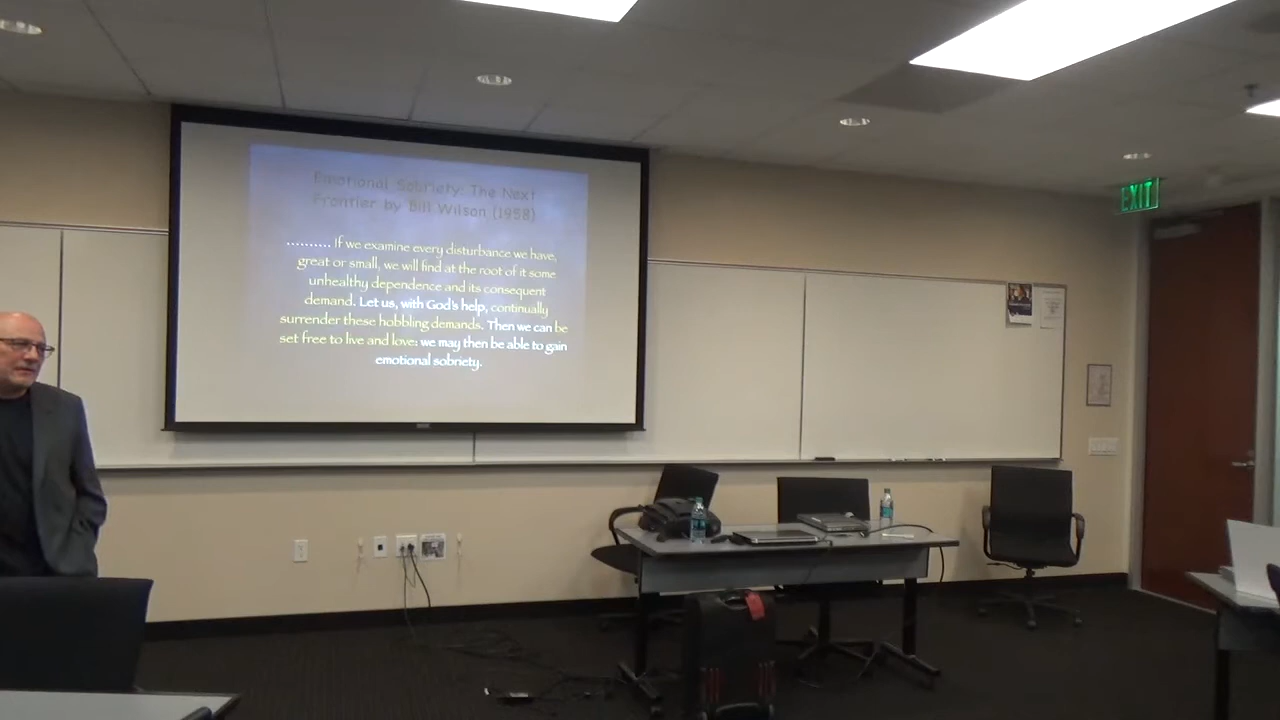 Emotional Sobriety: The Next
Frontier by Bill Wilson (1958)
.......... If we examine every disturbance we have,
great or small, we will find at the root of it some
unhealthy dependence and its consequent
demand. Let us, with God's help, continually
surrender these hobbling demands. Then we can be
set free to live and love: we may then be able to gain
emotional sobriety.
EXIT